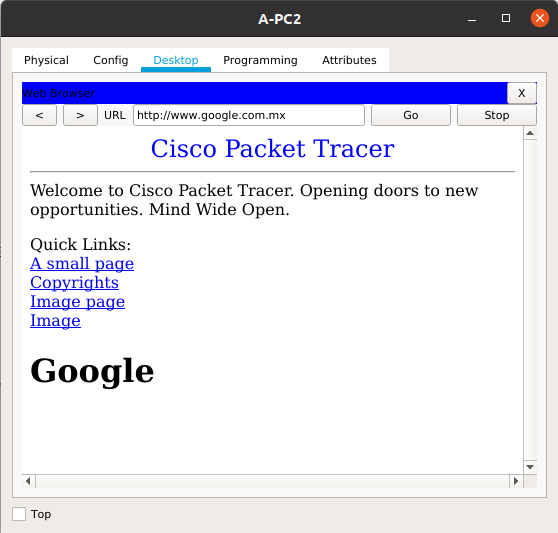 A-PC2
Physical Config Desktop Programming Attributes
Web Browser
X
< > URL http://www.google.com.mx Go Stop
Cisco Packet Tracer
Welcome to Cisco Packet Tracer. Opening doors to new
opportunities. Mind Wide Open.
Quick Links:
A small page
Copyrights
Image page
Image
Google
Top